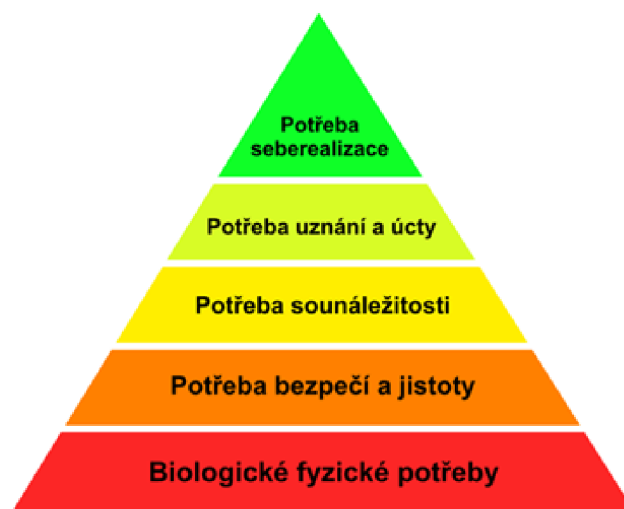 Potřeba
seberealizace
Potřeba uznání a úcty
Potřeba sounáležitosti
Potřeba bezpečí a jistoty
Biologické fyzické potřeby